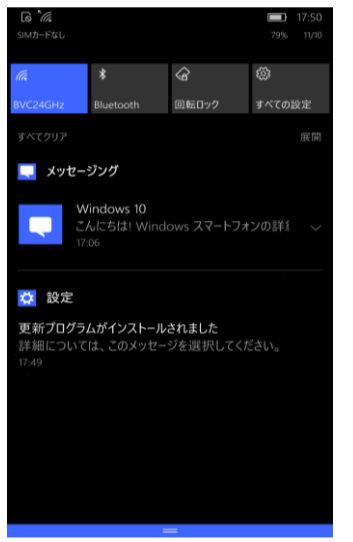 17:50
SIMカードなし 79% 11/10
BVC24GHz Bluetooth 回転ロック すべての設定
すべてクリア 展開
メッセージング
Windows 10
こんにちは! Windows スマートフォンの詳
17:06
設定
更新プログラムがインストールされました
詳細については、このメッセージを選択してください。
17:49